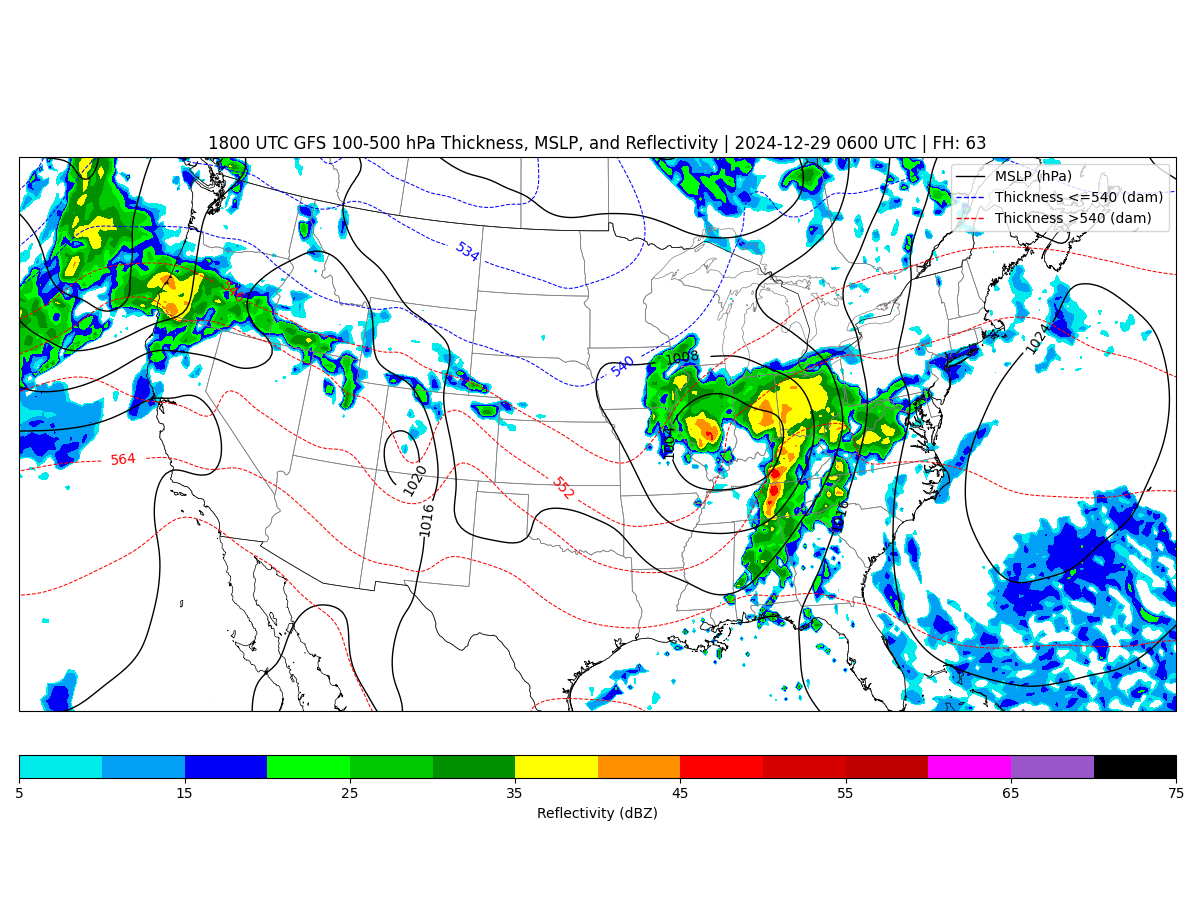 1800 UTC GFS 100-500 hPa Thickness, MSLP, and Reflectivity | 2024-12-29 0600 UTC | FH: 63
MSLP (hPa)
Thickness <=540 (dam)
Thickness >540 (dam)
534
1024
1008
540
564
1020
552
1016
1016
5 15 25 35 45 55 65 75
Reflectivity (dBZ)